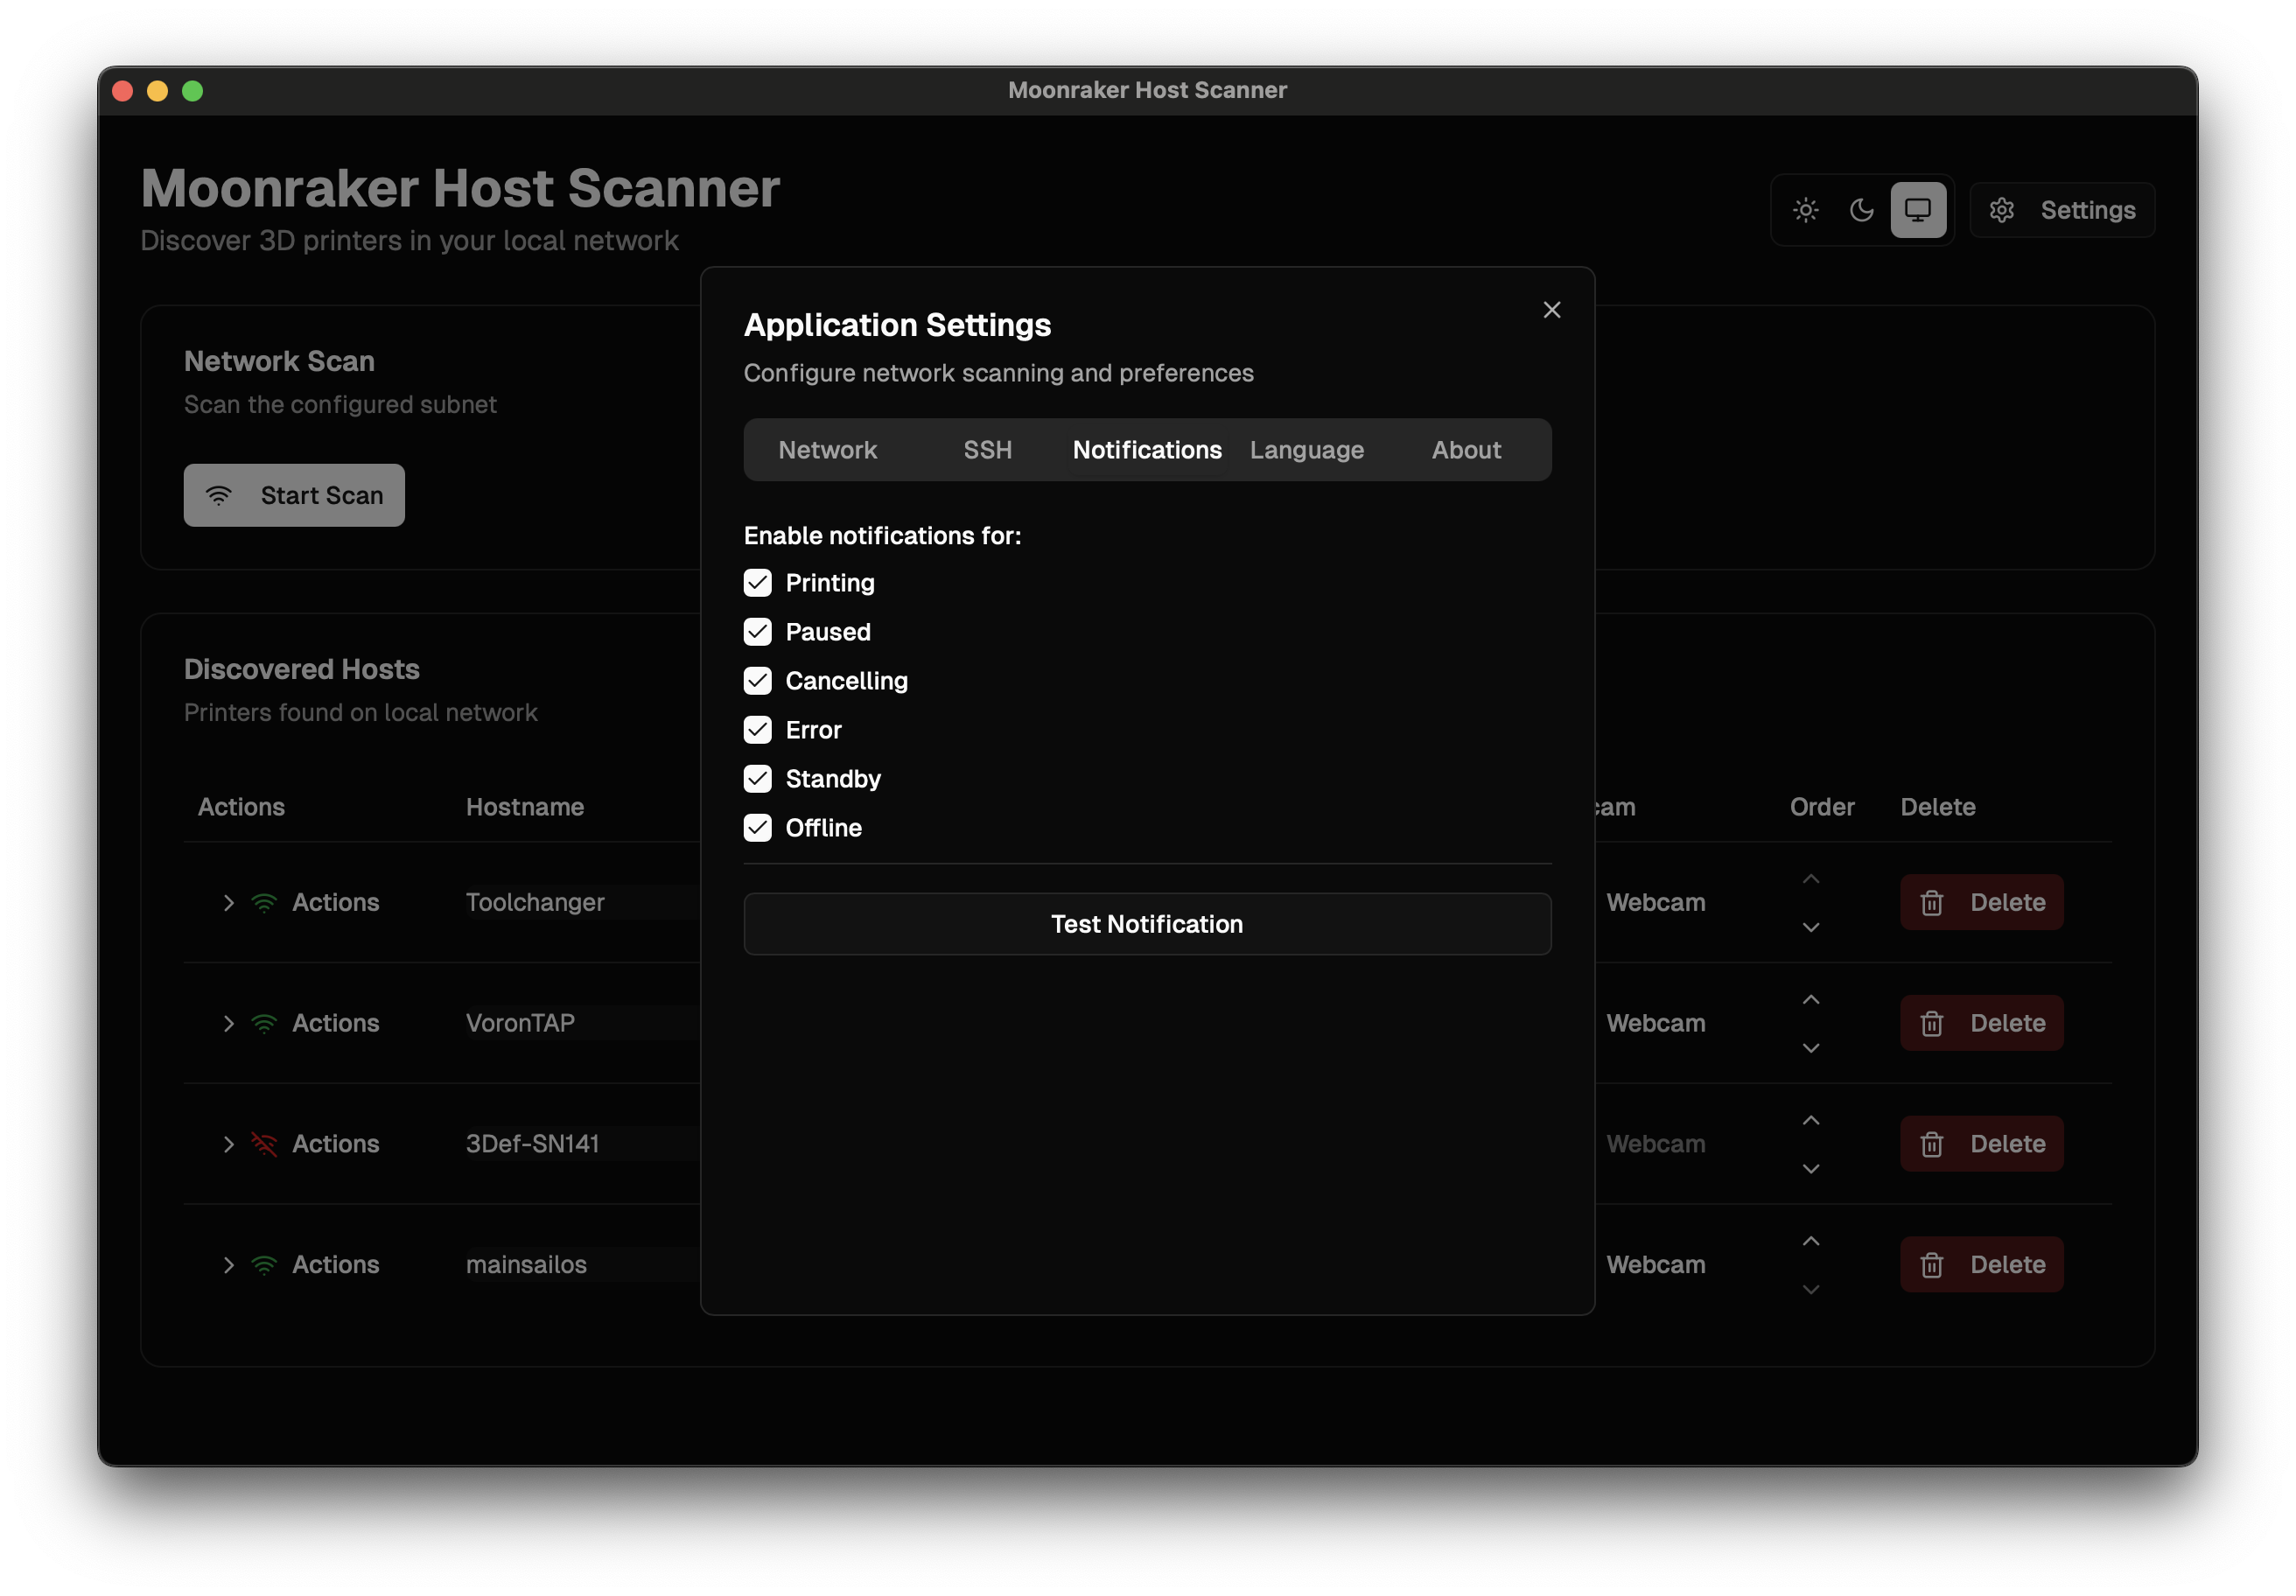 Moonraker Host Scanner
Moonraker Host Scanner
Discover 3D printers in your local network
Settings
Network Scan
Scan the configured subnet
Start Scan
Application Settings
Configure network scanning and preferences
Network SSH Notifications Language About
Enable notifications for:
Printing
Paused
Cancelling
Error
Standby
Offline
Test Notification
Discovered Hosts
Printers found on local network
Actions Hostname Order Delete
Actions Toolchanger Webcam Delete
Actions VoronTAP Webcam Delete
Actions 3Def-SN141 Webcam Delete
Actions mainsailos Webcam Delete